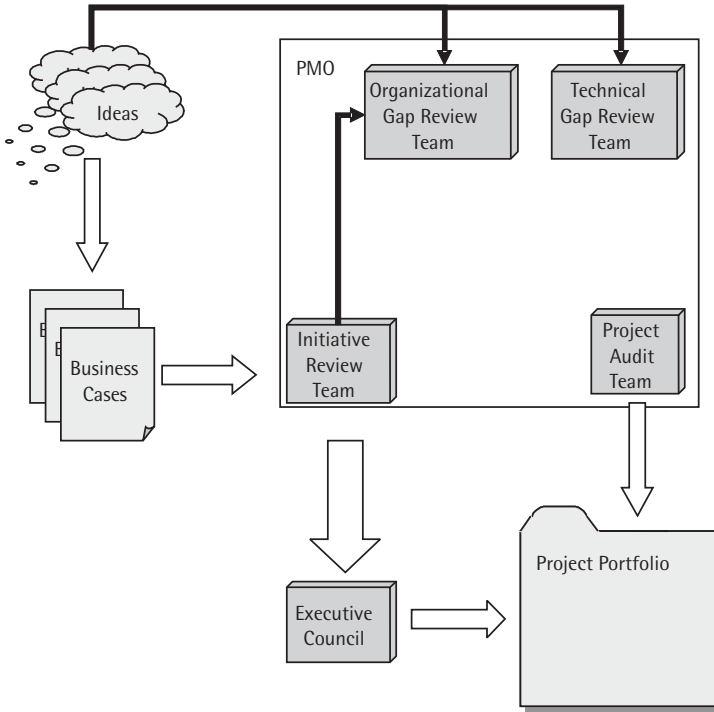 PMO
Organizational
Gap Review
Team
Technical
Gap Review
Team
Ideas
Initiative
Review
Team
Project
Audit
Team
B
B
Business
Cases
Project Portfolio
Executive
Council